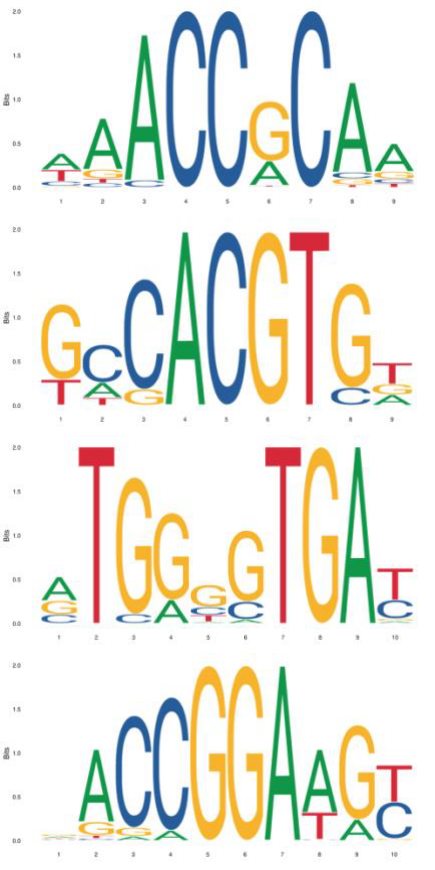 2.0
1.5
Bits
1.0
0.5
0.0
A A A C C G C A A
T G C A C G
C T G C
C T
1 2 3 4 5 6 7 8 9
2.0
1.5
Bits
1.0
0.5
0.0
G C C A C G T G T
T A G C G
T A
1 2 3 4 5 6 7 8 9
2.0
1.5
Bits
1.0
0.5
0.0
A T G G G G T G A T
G C A C C C
C T
1 2 3 4 5 6 7 8 9 10
2.0
1.5
Bits
1.0
0.5
0.0
A C C G G A A G T
G G A T A C
1 2 3 4 5 6 7 8 9 10